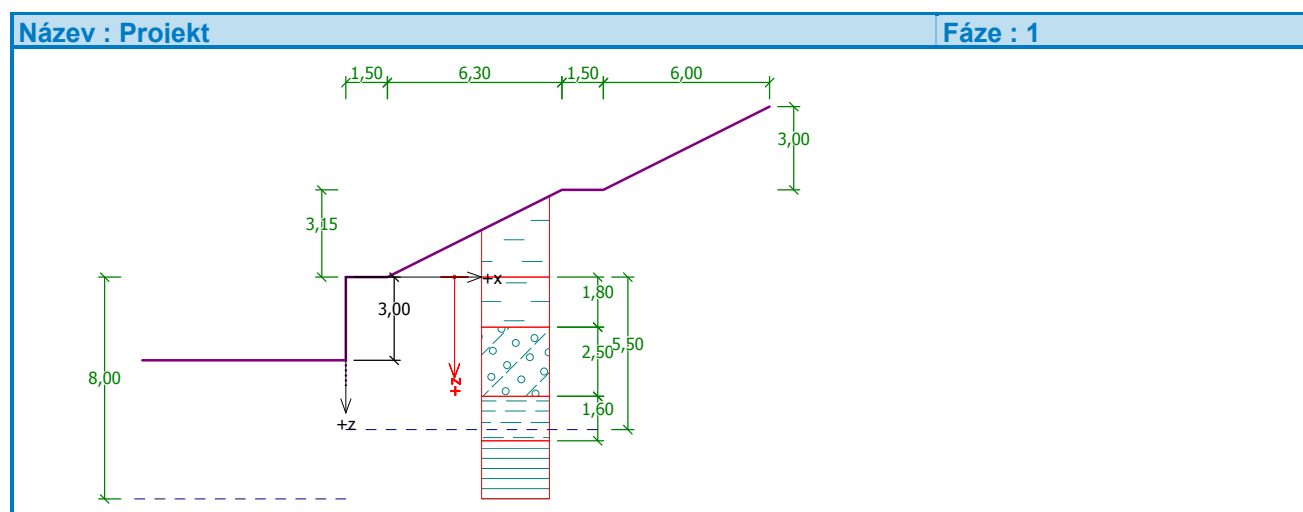 Název : Projekt Fáze : 1
1,50 6,30 1,50 6,00
3,00
3,15
+x
1,80
3,00
2,50 5,50
8,00
+z
1,60
+z